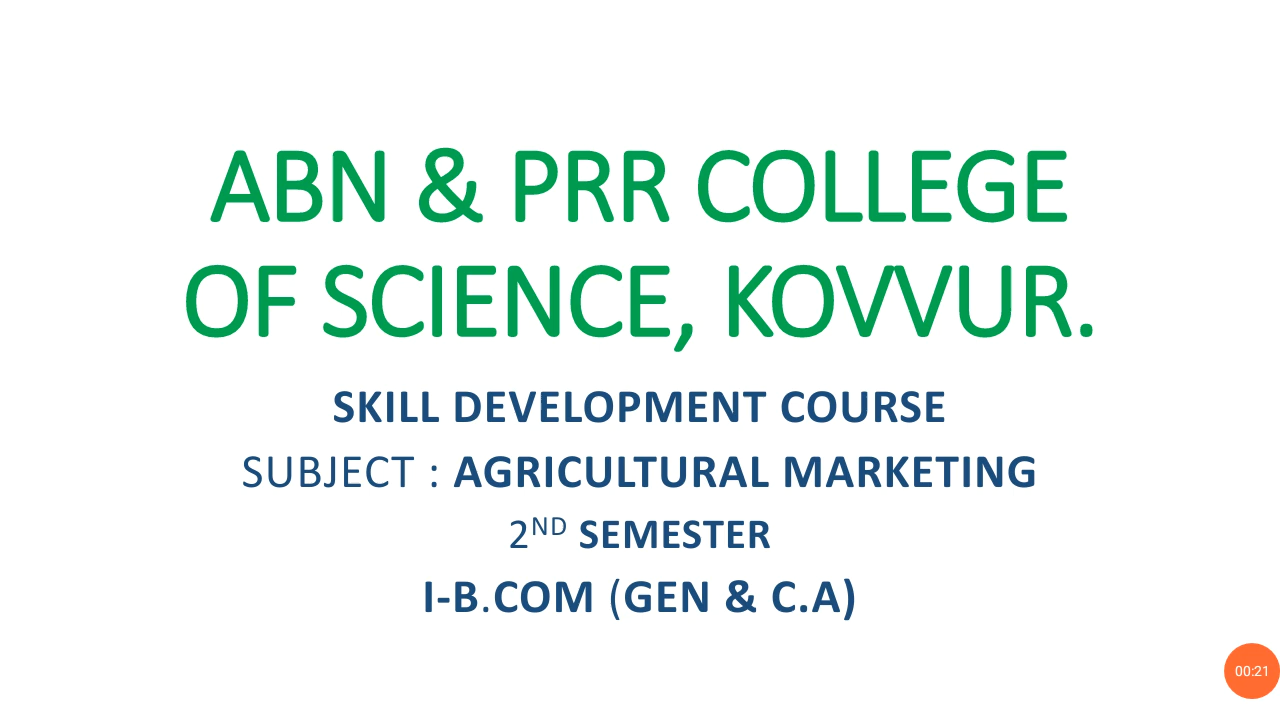 ABN & PRR COLLEGE
OF SCIENCE, KOVVUR.
SKILL DEVELOPMENT COURSE
SUBJECT : AGRICULTURAL MARKETING
2ND SEMESTER
I-B.COM (GEN & C.A)
00:21